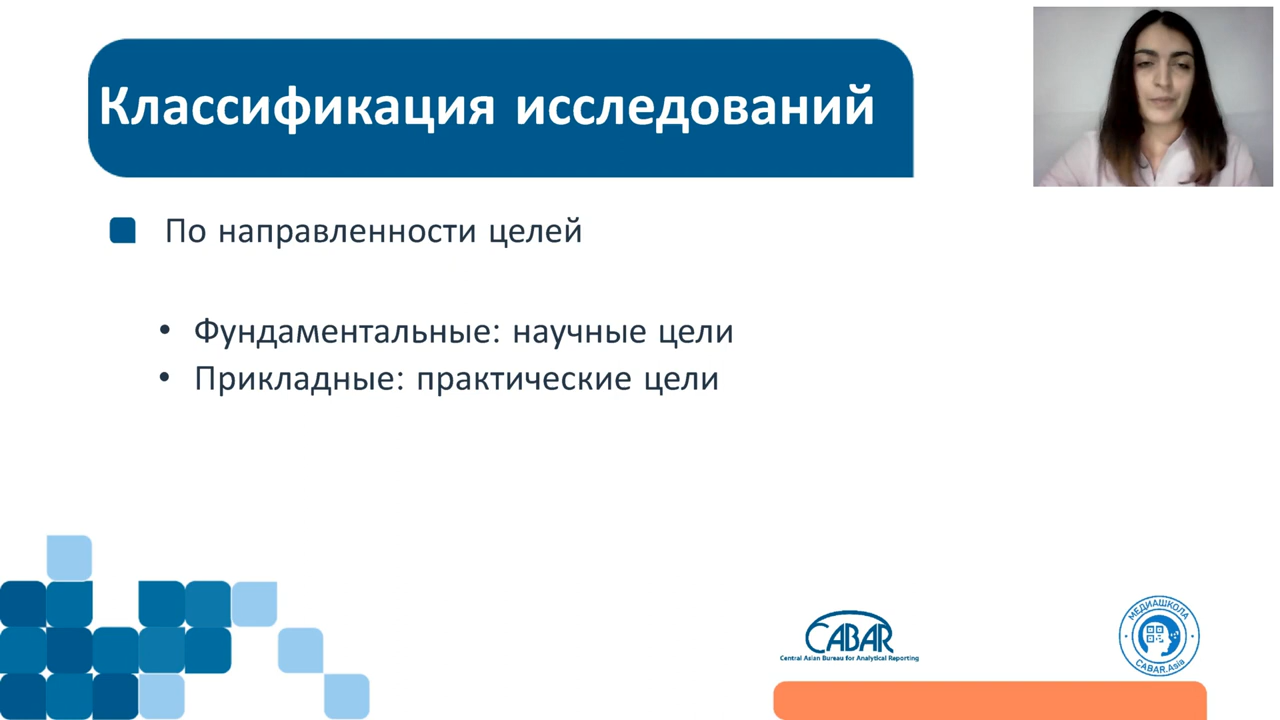 Классификация исследований
По направленности целей
• Фундаментальные: научные цели
• Прикладные: практические цели
CABAR
Central Asian Bureau for Analytical Reporting
МЕДИАШКОЛА
CABAR.Asia